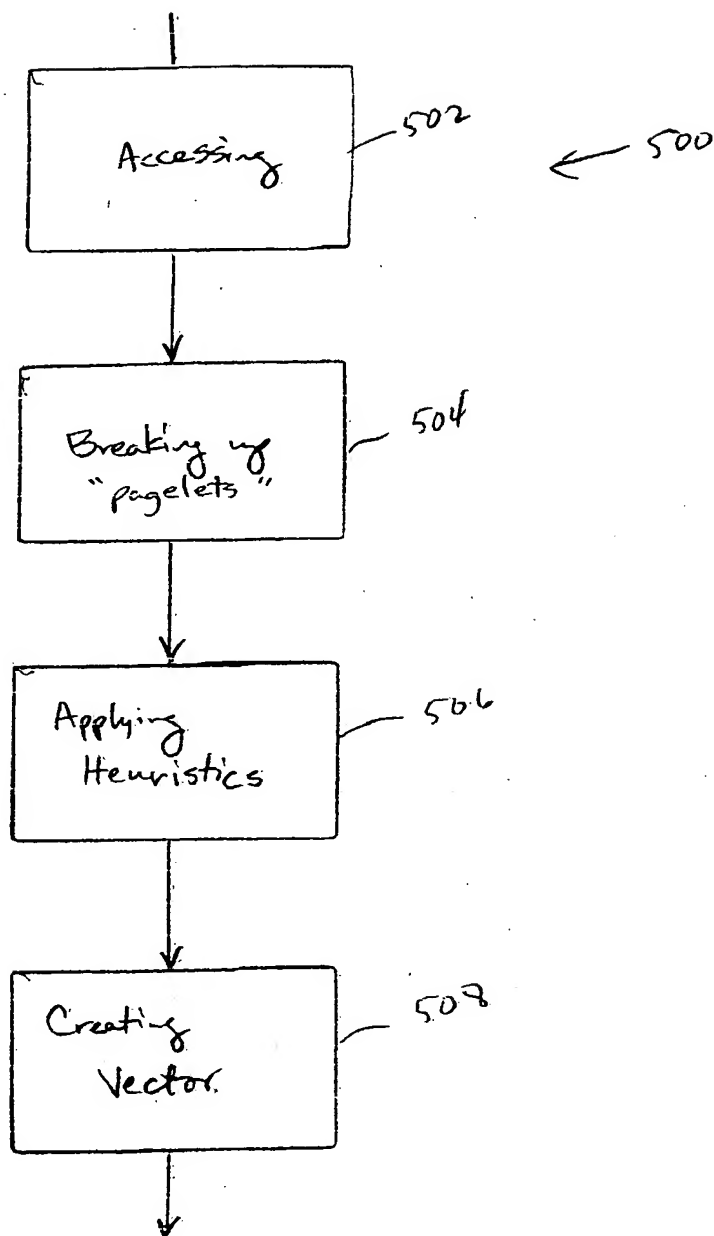 Accessing
502
500
Breaking up
"pagelets"
504
Applying
Heuristics
506
Creating
Vector.
508